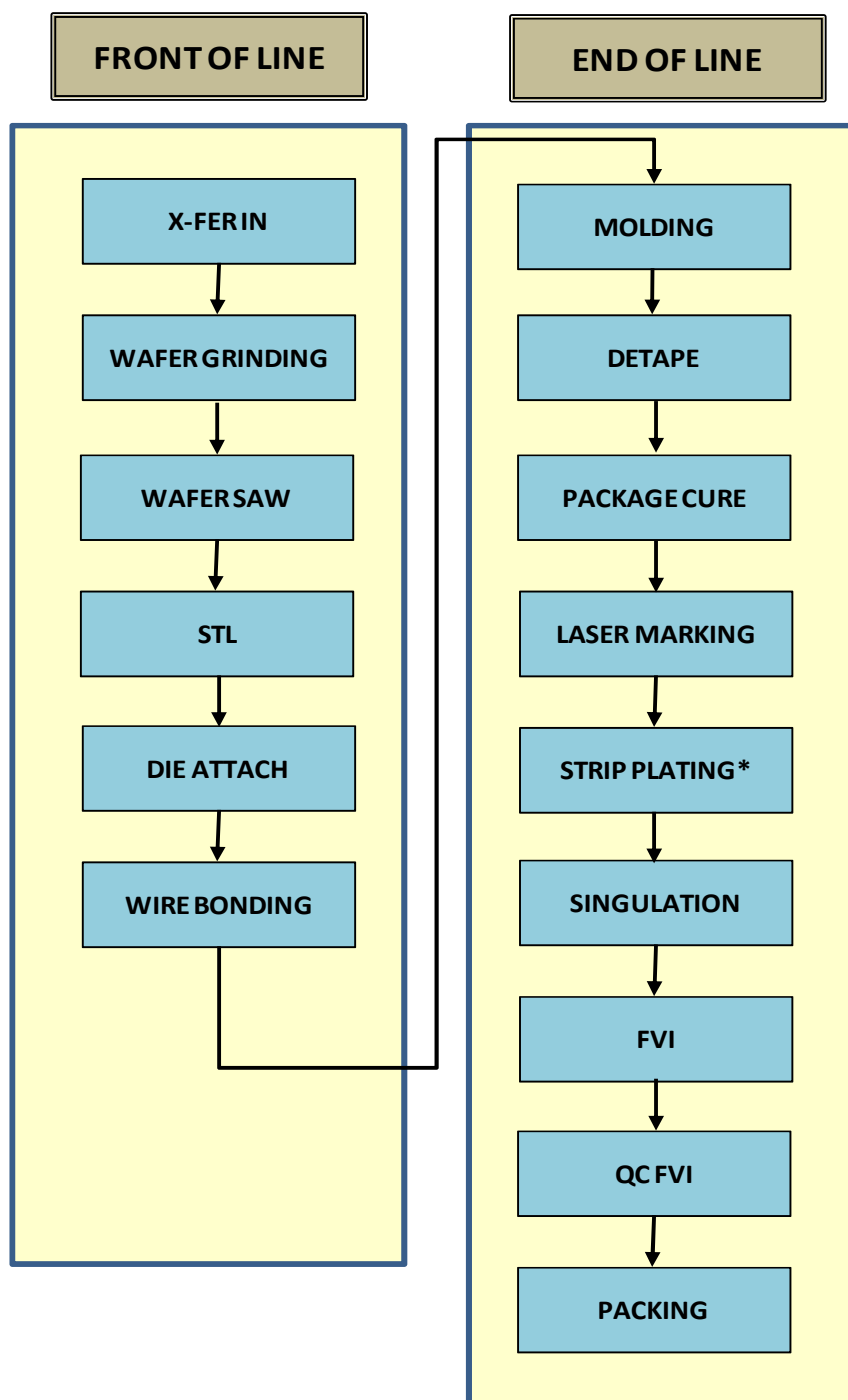 FRONT OF LINE
X-FER IN
WAFER GRINDING
WAFER SAW
STL
DIE ATTACH
WIRE BONDING
END OF LINE
MOLDING
DETAPE
PACKAGE CURE
LASER MARKING
STRIP PLATING*
SINGULATION
FVI
QC FVI
PACKING